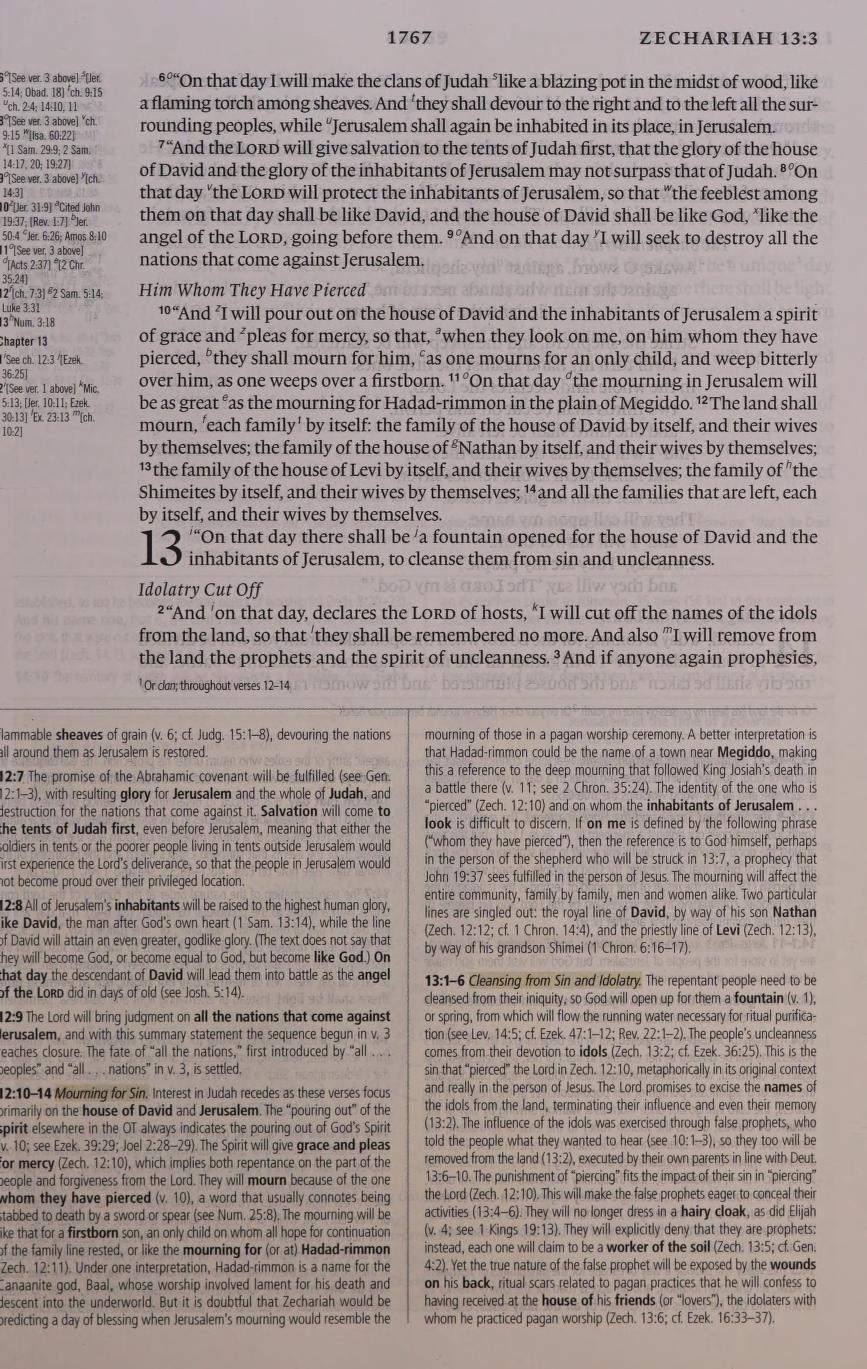 1767
ZECHARIAH 13:3
6o[See ver. 3 above] s[Jer.
5:14; Obad. 18] tch. 9:15
uch. 2:4; 14:10, 11
8o[See ver. 3 above] vch.
9:15 w[Isa. 60:22]
x[1 Sam. 29:9; 2 Sam.
14:17, 20; 19:27]
9o[See ver. 3 above] y[ch.
14:3]
10z[Jer. 31:9] aCited John
19:37; [Rev. 1:7] bJer.
50:4 cJer. 6:26; Amos 8:10
11o[See ver. 3 above]
d[Acts 2:37] e[2 Chr.
35:24]
12f[ch. 7:3] g2 Sam. 5:14;
Luke 3:31
13hNum. 3:18
Chapter 13
1iSee ch. 12:3 j[Ezek.
36:25]
2i[See ver. 1 above] kMic.
5:13; [Jer. 10:11; Ezek.
30:13] lEx. 23:13 m[ch.
10:2]
6o“On that day I will make the clans of Judah slike a blazing pot in the midst of wood, like
a flaming torch among sheaves. And tthey shall devour to the right and to the left all the sur-
rounding peoples, while uJerusalem shall again be inhabited in its place, in Jerusalem.
7“And the LORD will give salvation to the tents of Judah first, that the glory of the house
of David and the glory of the inhabitants of Jerusalem may not surpass that of Judah. 8oOn
that day vthe LORD will protect the inhabitants of Jerusalem, so that wthe feeblest among
them on that day shall be like David, and the house of David shall be like God, xlike the
angel of the LORD, going before them. 9oAnd on that day yI will seek to destroy all the
nations that come against Jerusalem.
Him Whom They Have Pierced
10“And zI will pour out on the house of David and the inhabitants of Jerusalem a spirit
of grace and zpleas for mercy, so that, awhen they look on me, on him whom they have
pierced, bthey shall mourn for him, cas one mourns for an only child, and weep bitterly
over him, as one weeps over a firstborn. 11oOn that day dthe mourning in Jerusalem will
be as great eas the mourning for Hadad-rimmon in the plain of Megiddo. 12The land shall
mourn, feach family1 by itself: the family of the house of David by itself, and their wives
by themselves; the family of the house of gNathan by itself, and their wives by themselves;
13the family of the house of Levi by itself, and their wives by themselves; the family of hthe
Shimeites by itself, and their wives by themselves; 14and all the families that are left, each
by itself, and their wives by themselves.
13 i“On that day there shall be ja fountain opened for the house of David and the
inhabitants of Jerusalem, to cleanse them from sin and uncleanness.
Idolatry Cut Off
2“And ion that day, declares the LORD of hosts, kI will cut off the names of the idols
from the land, so that lthey shall be remembered no more. And also mI will remove from
the land the prophets and the spirit of uncleanness. 3And if anyone again prophesies,
1 Or clan; throughout verses 12–14
lammable sheaves of grain (v. 6; cf. Judg. 15:1–8), devouring the nations
all around them as Jerusalem is restored.
12:7 The promise of the Abrahamic covenant will be fulfilled (see Gen.
12:1–3), with resulting glory for Jerusalem and the whole of Judah, and
destruction for the nations that come against it. Salvation will come to
the tents of Judah first, even before Jerusalem, meaning that either the
soldiers in tents or the poorer people living in tents outside Jerusalem would
irst experience the Lord's deliverance, so that the people in Jerusalem would
not become proud over their privileged location.
12:8 All of Jerusalem's inhabitants will be raised to the highest human glory,
ike David, the man after God's own heart (1 Sam. 13:14), while the line
of David will attain an even greater, godlike glory. (The text does not say that
they will become God, or become equal to God, but become like God.) On
that day the descendant of David will lead them into battle as the angel
of the LORD did in days of old (see Josh. 5:14).
12:9 The Lord will bring judgment on all the nations that come against
Jerusalem, and with this summary statement the sequence begun in v. 3
reaches closure. The fate of “all the nations,” first introduced by “all . . .
peoples” and “all . . . nations” in v. 3, is settled.
12:10–14 Mourning for Sin. Interest in Judah recedes as these verses focus
primarily on the house of David and Jerusalem. The “pouring out” of the
spirit elsewhere in the OT always indicates the pouring out of God's Spirit
v. 10; see Ezek. 39:29; Joel 2:28–29). The Spirit will give grace and pleas
for mercy (Zech. 12:10), which implies both repentance on the part of the
people and forgiveness from the Lord. They will mourn because of the one
whom they have pierced (v. 10), a word that usually connotes being
stabbed to death by a sword or spear (see Num. 25:8). The mourning will be
ike that for a firstborn son, an only child on whom all hope for continuation
of the family line rested, or like the mourning for (or at) Hadad-rimmon
Zech. 12:11). Under one interpretation, Hadad-rimmon is a name for the
Canaanite god, Baal, whose worship involved lament for his death and
descent into the underworld. But it is doubtful that Zechariah would be
predicting a day of blessing when Jerusalem's mourning would resemble the
mourning of those in a pagan worship ceremony. A better interpretation is
that Hadad-rimmon could be the name of a town near Megiddo, making
this a reference to the deep mourning that followed King Josiah's death in
a battle there (v. 11; see 2 Chron. 35:24). The identity of the one who is
“pierced” (Zech. 12:10) and on whom the inhabitants of Jerusalem . . .
look is difficult to discern. If on me is defined by the following phrase
(“whom they have pierced”), then the reference is to God himself, perhaps
in the person of the shepherd who will be struck in 13:7, a prophecy that
John 19:37 sees fulfilled in the person of Jesus. The mourning will affect the
entire community, family by family, men and women alike. Two particular
lines are singled out: the royal line of David, by way of his son Nathan
(Zech. 12:12; cf. 1 Chron. 14:4), and the priestly line of Levi (Zech. 12:13),
by way of his grandson Shimei (1 Chron. 6:16–17).
13:1–6 Cleansing from Sin and Idolatry. The repentant people need to be
cleansed from their iniquity, so God will open up for them a fountain (v. 1),
or spring, from which will flow the running water necessary for ritual purifica-
tion (see Lev. 14:5; cf. Ezek. 47:1–12; Rev. 22:1–2). The people's uncleanness
comes from their devotion to idols (Zech. 13:2; cf. Ezek. 36:25). This is the
sin that “pierced” the Lord in Zech. 12:10, metaphorically in its original context
and really in the person of Jesus. The Lord promises to excise the names of
the idols from the land, terminating their influence and even their memory
(13:2). The influence of the idols was exercised through false prophets, who
told the people what they wanted to hear (see 10:1–3), so they too will be
removed from the land (13:2), executed by their own parents in line with Deut.
13:6–10. The punishment of “piercing” fits the impact of their sin in “piercing”
the Lord (Zech. 12:10). This will make the false prophets eager to conceal their
activities (13:4–6). They will no longer dress in a hairy cloak, as did Elijah
(v. 4; see 1 Kings 19:13). They will explicitly deny that they are prophets:
instead, each one will claim to be a worker of the soil (Zech. 13:5; cf. Gen.
4:2). Yet the true nature of the false prophet will be exposed by the wounds
on his back, ritual scars related to pagan practices that he will confess to
having received at the house of his friends (or “lovers”), the idolaters with
whom he practiced pagan worship (Zech. 13:6; cf. Ezek. 16:33–37).